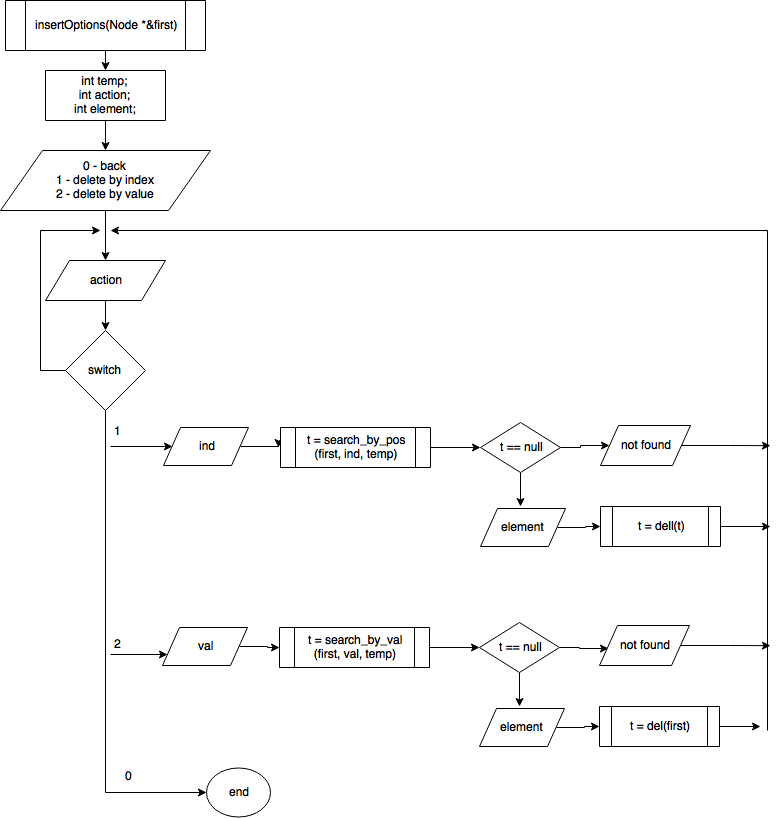 insertOptions(Node *&first)
int temp;
int action;
int element;
0 - back
1 - delete by index
2 - delete by value
action
switch
1
ind
t = search_by_pos
(first, ind, temp)
t == null
not found
element
t = dell(t)
2
val
t = search_by_val
(first, val, temp)
t == null
not found
element
t = del(first)
0
end